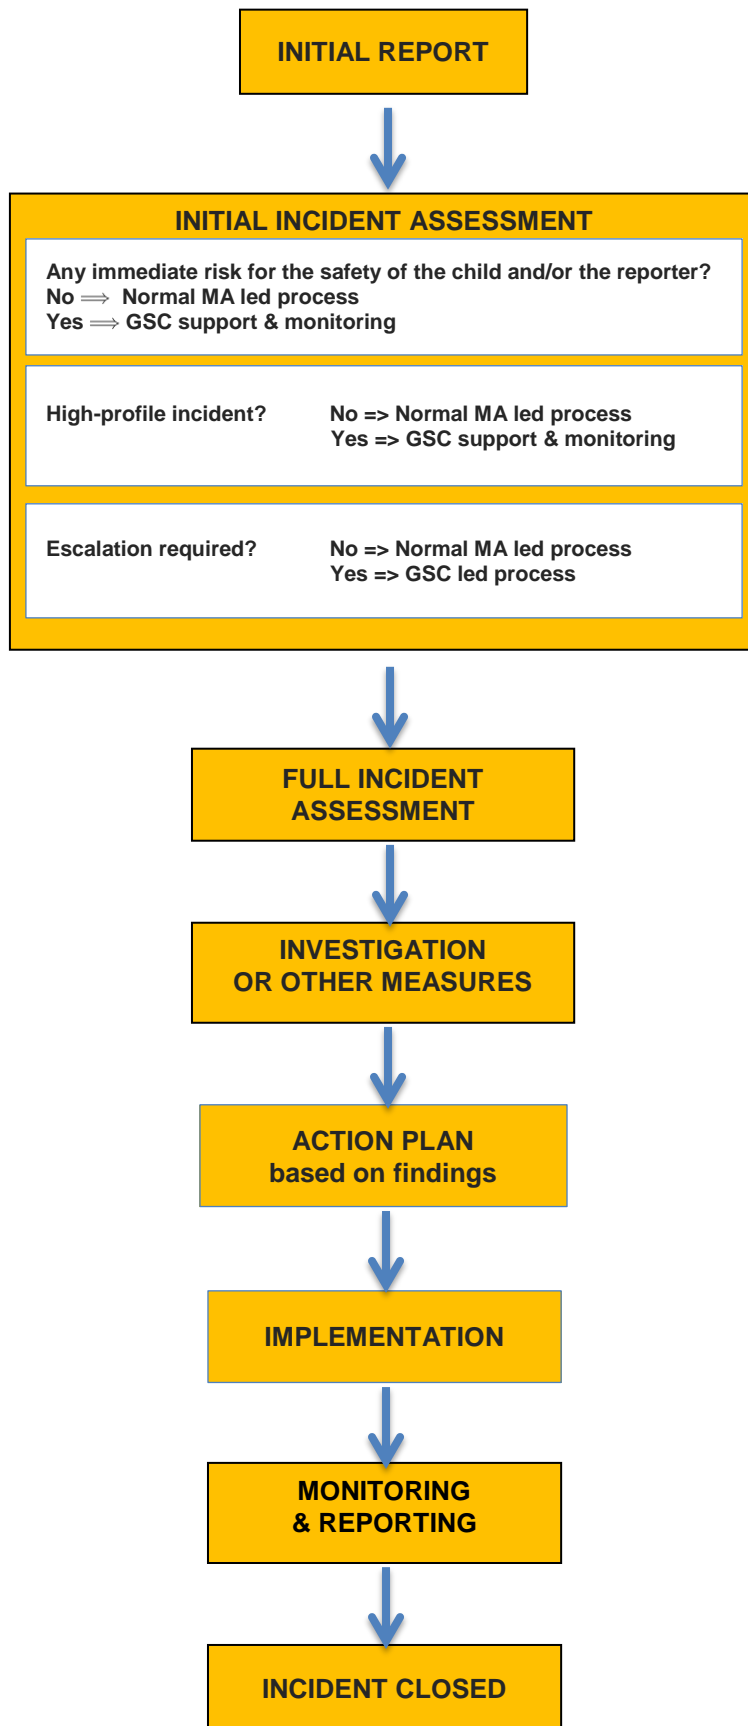 INITIAL REPORT
INITIAL INCIDENT ASSESSMENT
Any immediate risk for the safety of the child and/or the reporter?
No ⟹ Normal MA led process
Yes ⟹ GSC support & monitoring
High-profile incident? No => Normal MA led process
Yes => GSC support & monitoring
Escalation required? No => Normal MA led process
Yes => GSC led process
FULL INCIDENT
ASSESSMENT
INVESTIGATION
OR OTHER MEASURES
ACTION PLAN
based on findings
IMPLEMENTATION
MONITORING
& REPORTING
INCIDENT CLOSED